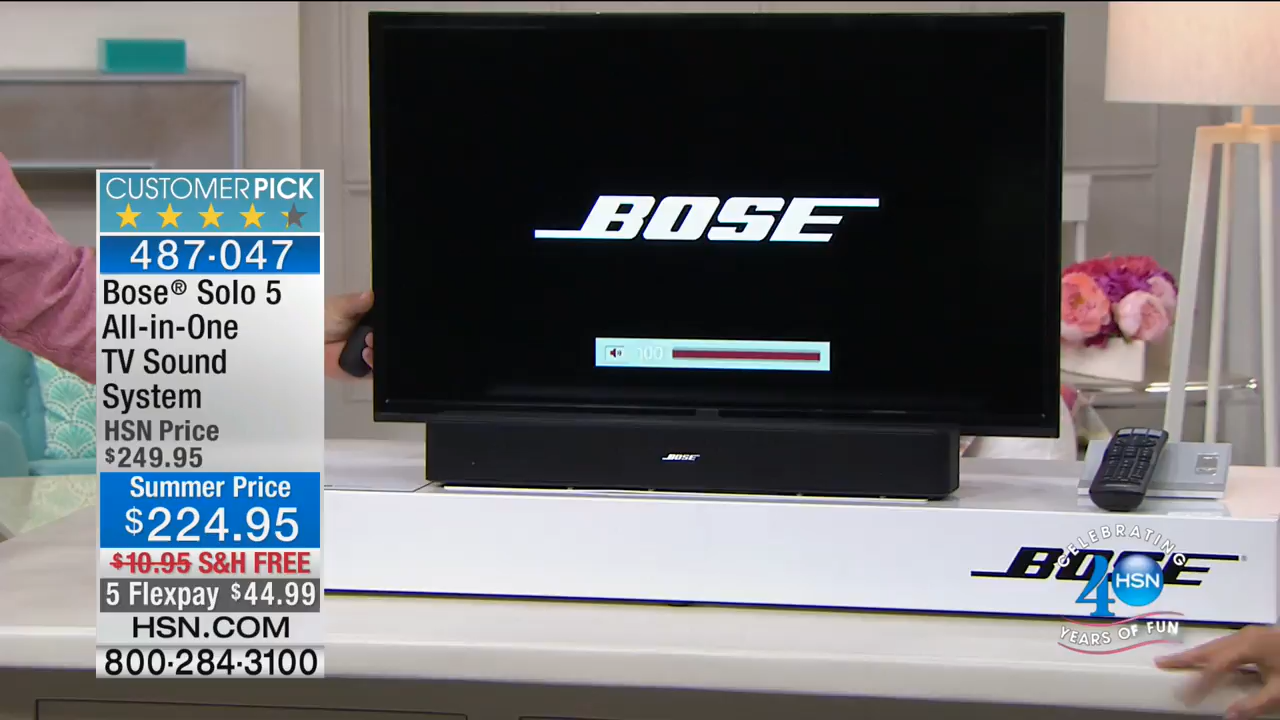 CUSTOMER PICK
487·047
Bose® Solo 5
All-in-One
TV Sound
System
HSN Price
$249.95
Summer Price
$224.95
$10.95 S&H FREE
5 Flexpay $44.99
HSN.COM
800·284·3100
BOSE
100
BOSE
BOSE
CELEBRATING
40
HSN
YEARS OF FUN